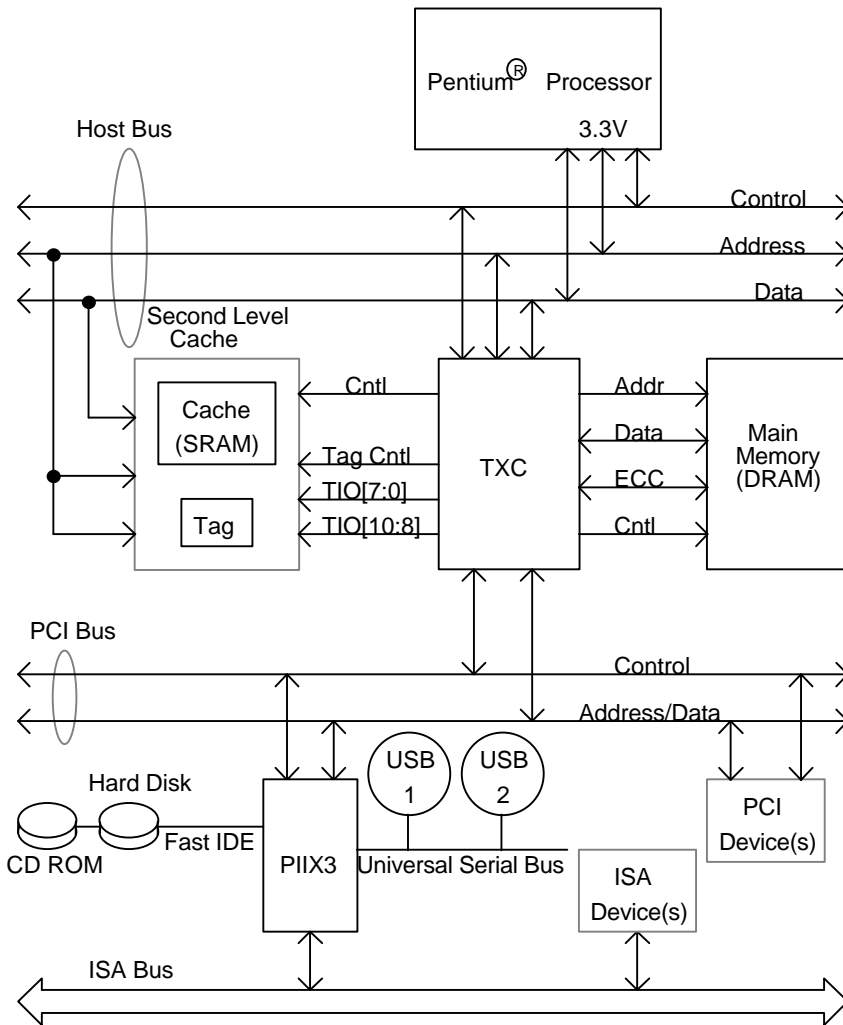 Pentium® Processor
3.3V
Host Bus
Control
Address
Data
Second Level
Cache
Cache
(SRAM)
Tag
Cntl
Tag Cntl
TIO[7:0]
TIO[10:8]
TXC
Addr
Data
ECC
Cntl
Main
Memory
(DRAM)
PCI Bus
Control
Address/Data
USB
1
USB
2
Hard Disk
CD ROM
Fast IDE
PIIX3
Universal Serial Bus
PCI
Device(s)
ISA
Device(s)
ISA Bus